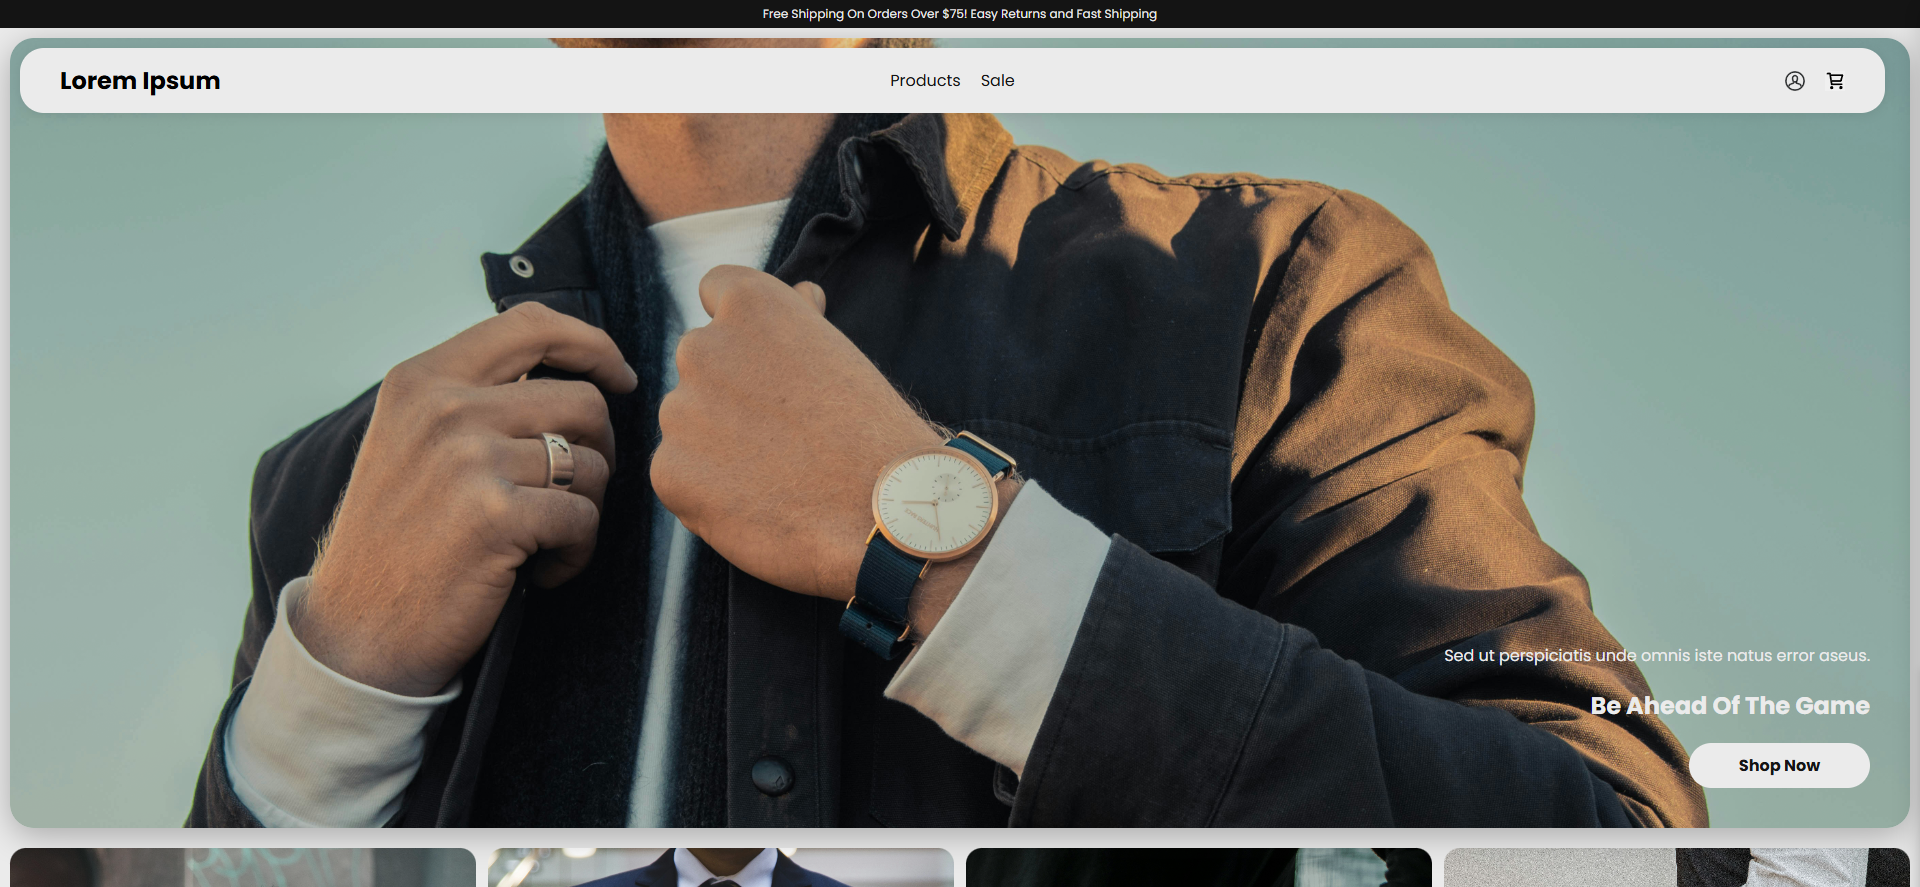 Free Shipping On Orders Over $75! Easy Returns and Fast Shipping
Lorem Ipsum
Products
Sale
Sed ut perspiciatis unde omnis iste natus error aseus.
Be Ahead Of The Game
Shop Now